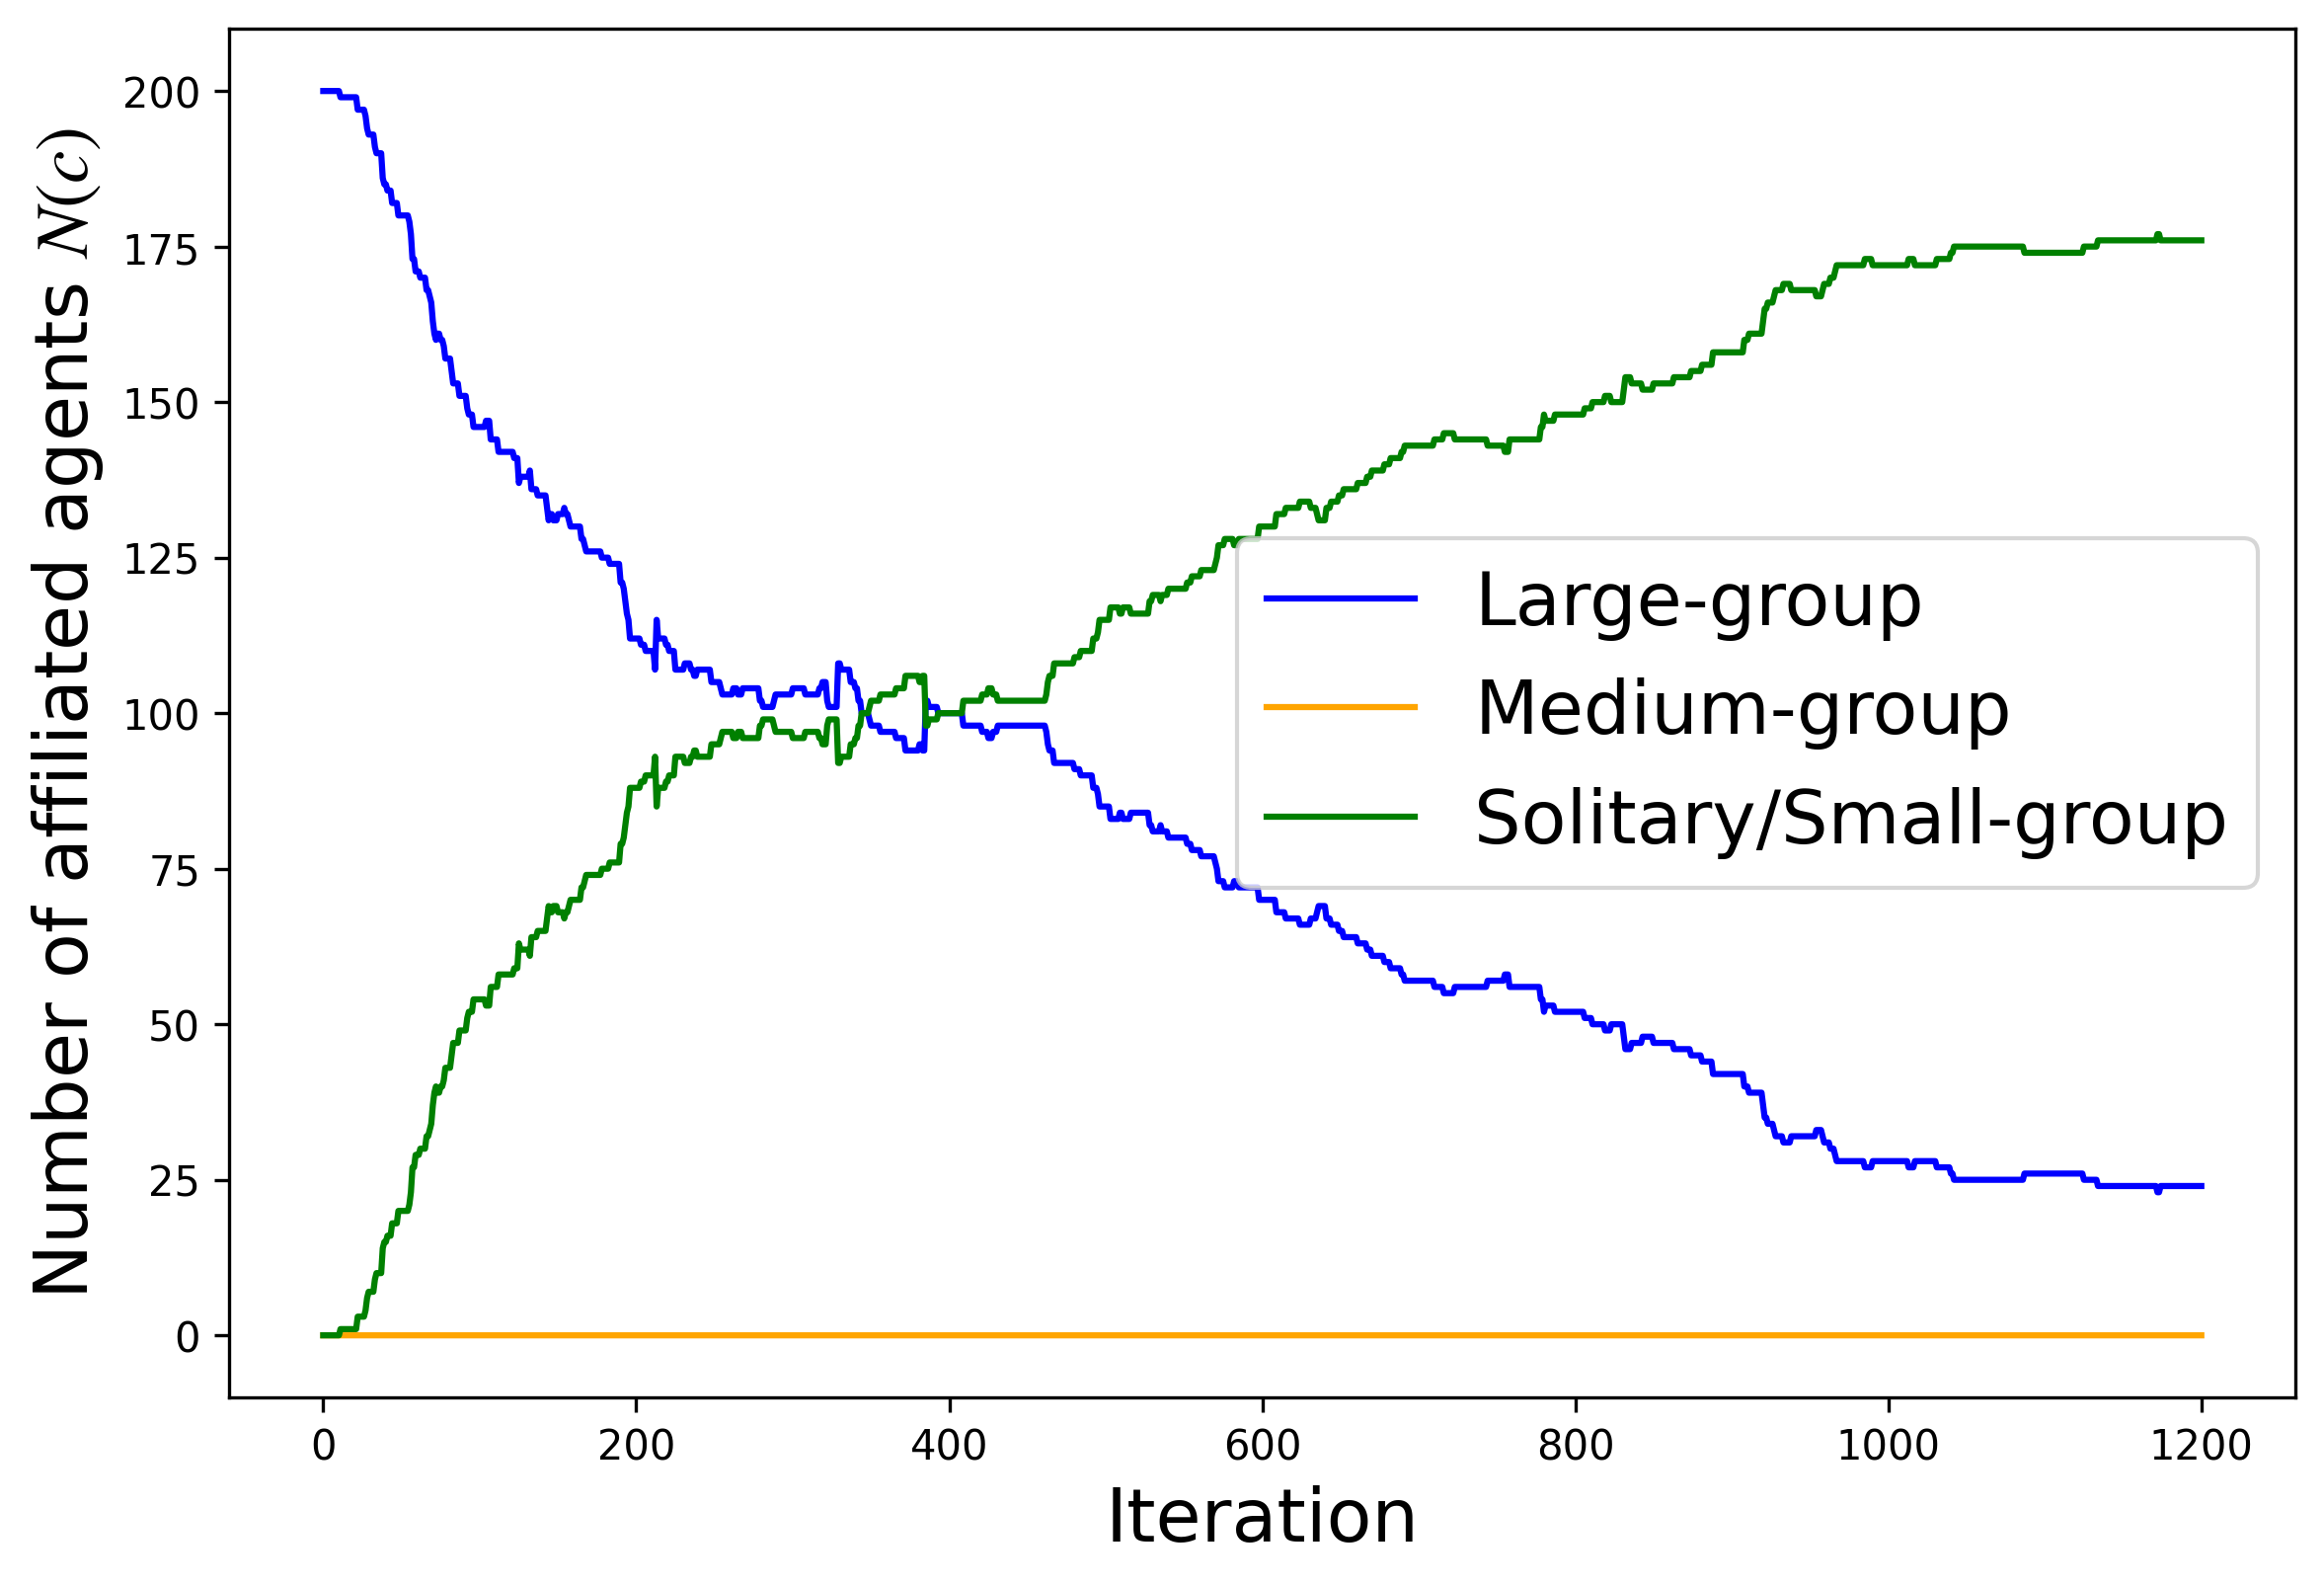 Number of affiliated agents N(c)
200
175
150
125
100
75
50
25
0
Large-group
Medium-group
Solitary/Small-group
0 200 400 600 800 1000 1200
Iteration